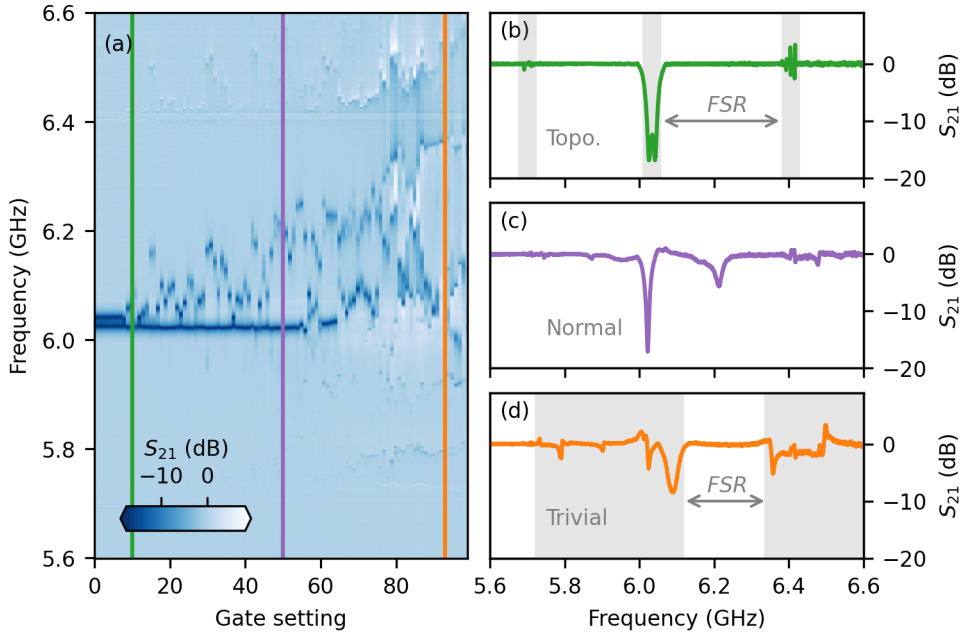 6.6
6.4
6.2
6.0
5.8
5.6
Frequency (GHz)
(a)
S21 (dB)
−10 0
0 20 40 60 80
Gate setting
(b)
FSR
Topo.
0
−10
−20
S21 (dB)
(c)
Normal
0
−10
−20
S21 (dB)
(d)
FSR
Trivial
0
−10
−20
S21 (dB)
5.6 5.8 6.0 6.2 6.4 6.6
Frequency (GHz)